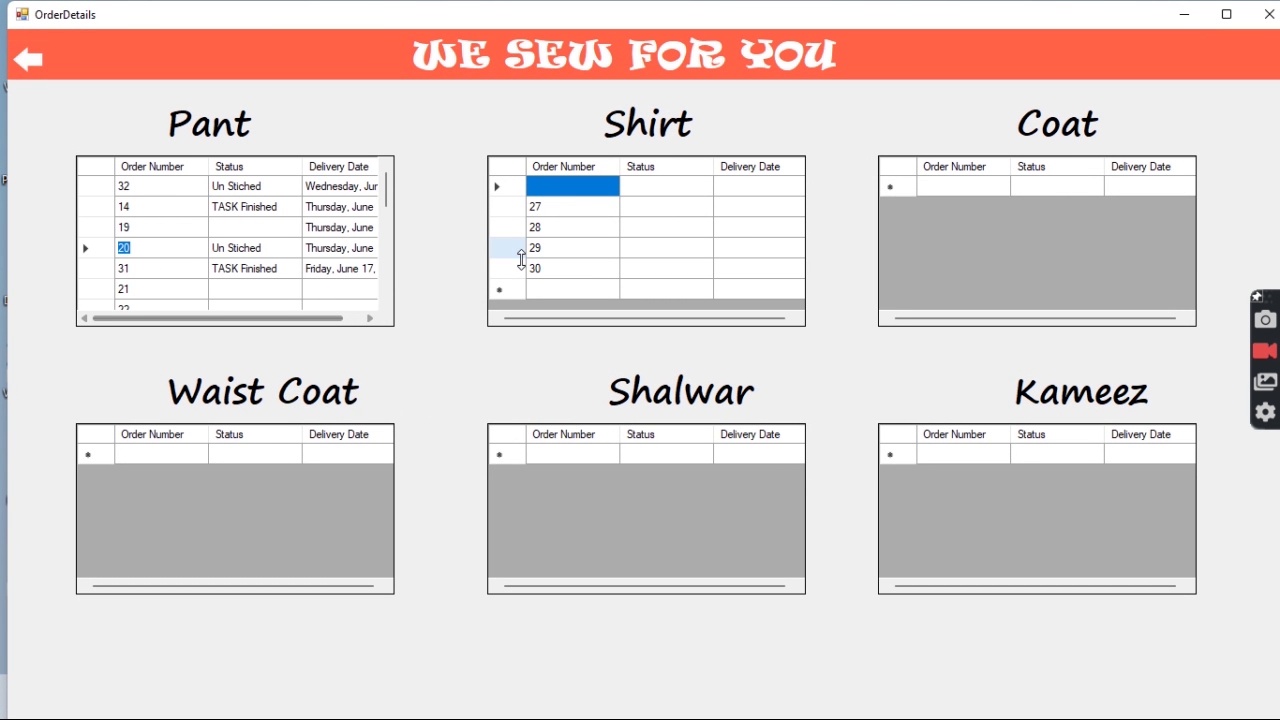 OrderDetails
WE SEW FOR YOU
Pant
Order Number Status Delivery Date
32 Un Stiched Wednesday, Jur
14 TASK Finished Thursday, June
19 Thursday, June
20 Un Stiched Thursday, June
31 TASK Finished Friday, June 17,
21
22
Shirt
Order Number Status Delivery Date
27
28
29
30
Coat
Order Number Status Delivery Date
Waist Coat
Order Number Status Delivery Date
Shalwar
Order Number Status Delivery Date
Kameez
Order Number Status Delivery Date